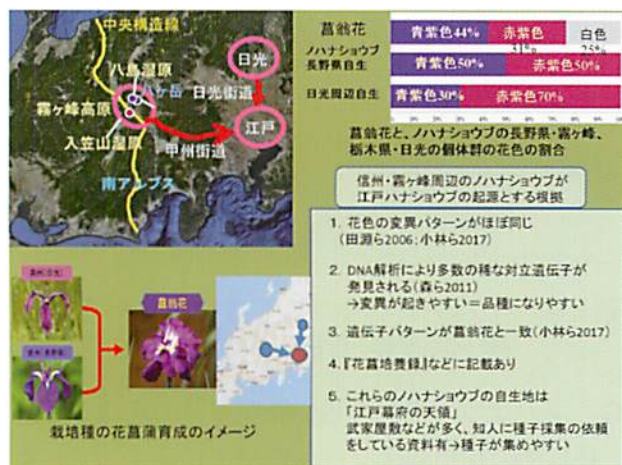 中央構造線
八島湿原
八ヶ岳
霧ヶ峰高原
入笠山湿原
南アルプス
日光
日光街道
江戸
甲州街道
菖翁花
青紫色44%
赤紫色
31%
白色
25%
ノハナショウブ
長野県自生
青紫色50%
赤紫色50%
日光周辺自生
青紫色30%
赤紫色70%
菖翁花と、ノハナショウブの長野県・霧ヶ峰、
栃木県・日光の個体群の花色の割合
信州・霧ケ峰周辺のノハナショウブが
江戸ハナショウブの起源とする根拠
1. 花色の変異パターンがほぼ同じ
(田淵ら2006;小林ら2017)
2. DNA解析により多数の稀な対立遺伝子が
発見される(森ら2011)
→変異が起きやすい=品種になりやすい
3. 遺伝子パターンが菖翁花と一致(小林ら2017)
4. 『花菖培養録』などに記載あり
5. これらのノハナショウブの自生地は
「江戸幕府の天領」
武家屋敷などが多く、知人に種子採集の依頼
をしている資料有→種子が集めやすい
菖翁花
栽培種の花菖蒲育成のイメージ